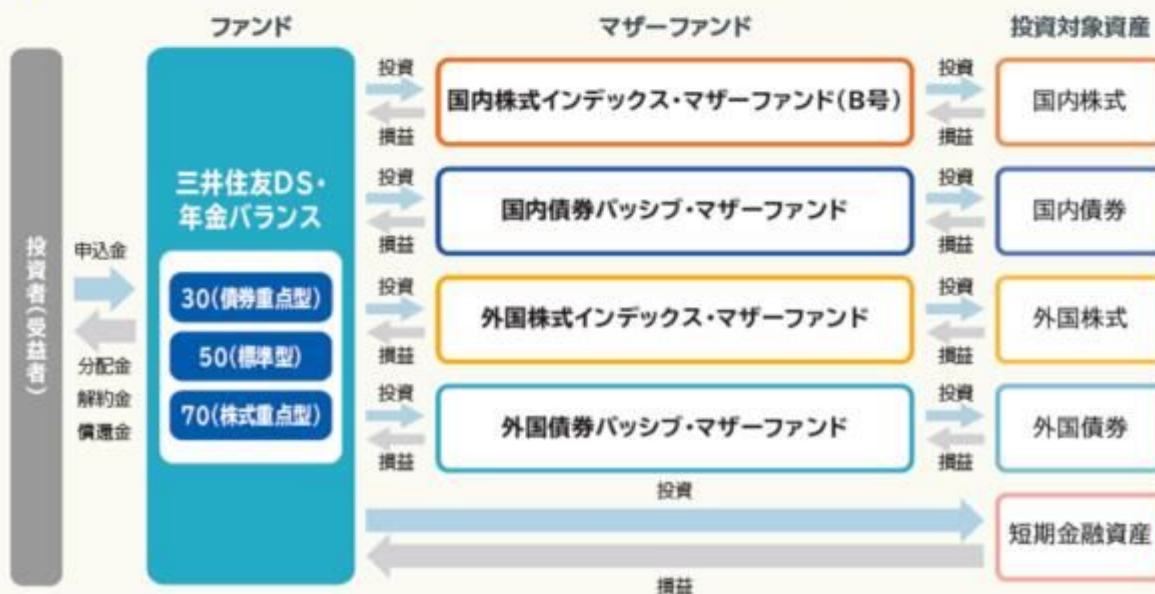 ファンド
マザーファンド
投資対象資産
投資者(受益者)
申込金
分配金
解約金
償還金
三井住友DS・
年金バランス
30(債券重点型)
50(標準型)
70(株式重点型)
投資
損益
国内株式インデックス・マザーファンド(B号)
投資
損益
国内株式
投資
損益
国内債券パッシブ・マザーファンド
投資
損益
国内債券
投資
損益
外国株式インデックス・マザーファンド
投資
損益
外国株式
投資
損益
外国債券パッシブ・マザーファンド
投資
損益
外国債券
投資
損益
短期金融資産